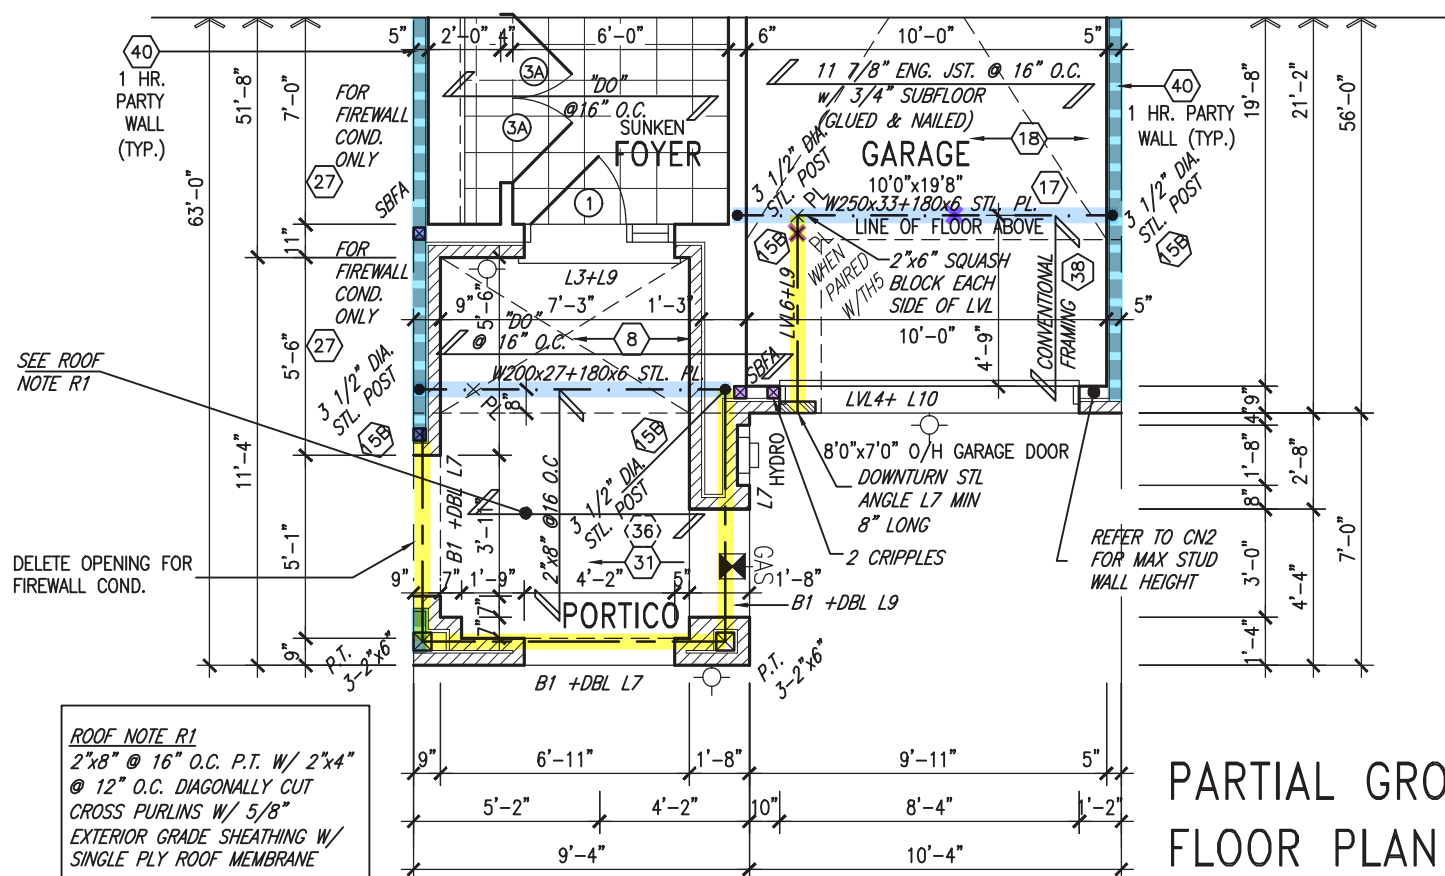 5"
2'-0"
4"
6'-0"
6"
10'-0"
5"
40
1 HR.
PARTY
WALL
(TYP.)
51'-8"
7'-0"
63'-0"
FOR
FIREWALL
COND.
ONLY
27
SBFA
3A
3A
"DO"
@16" O.C.
SUNKEN
FOYER
1
11 7/8" ENG. JST. @ 16" O.C.
W/ 3/4" SUBFLOOR
(GLUED & NAILED)
18
GARAGE
10'0"x19'8"
17
3 1/2" DIA.
STL. POST
PL
W250x33+180x6 STL. PL.
LINE OF FLOOR ABOVE
40
1 HR. PARTY
WALL (TYP.)
3 1/2" DIA.
STL. POST
15B
19'-8"
21'-2"
56'-0"
11"
FOR
FIREWALL
COND.
ONLY
27
5'-6"
L3+L9
9"
5'-6"
7'-3"
1'-3"
"DO"
@ 16" O.C.
8
15B
PL
WHEN
PAIRED
W/TH5
LVL6+L9
2"x6" SQUASH
BLOCK EACH
SIDE OF LVL
CONVENTIONAL
FRAMING
38
10'-0"
5"
4'-9"
SEE ROOF
NOTE R1
3 1/2" DIA.
STL. POST
15B
W200x27+180x6 STL. PL.
PL
8"
SBFA
LVL4+ L10
8'0"x7'0" O/H GARAGE DOOR
HYDRO
L7
DOWNTURN STL
ANGLE L7 MIN
8" LONG
2 CRIPPLES
REFER TO CN2
FOR MAX STUD
WALL HEIGHT
9"
4"
1'-8"
8"
2'-8"
7'-0"
3'-0"
4'-4"
1'-4"
11'-4"
5'-1"
9"
B1 +DBL L7
3'-11"
2"x8" @16 O.C
15B
3 1/2" DIA.
STL. POST
36
31
GAS
DELETE OPENING FOR
FIREWALL COND.
9"
7"
1'-9"
4'-2"
5"
1'-8"
B1 +DBL L9
PORTICO
7"
7"
P.T.
3-2"x6"
B1 +DBL L7
P.T.
3-2"x6"
ROOF NOTE R1
2"x8" @ 16" O.C. P.T. W/ 2"x4"
@ 12" O.C. DIAGONALLY CUT
CROSS PURLINS W/ 5/8"
EXTERIOR GRADE SHEATHING W/
SINGLE PLY ROOF MEMBRANE
9"
6'-11"
1'-8"
9'-11"
5"
5'-2"
4'-2"
10"
8'-4"
1'-2"
9'-4"
10'-4"
PARTIAL GRO
FLOOR PLAN